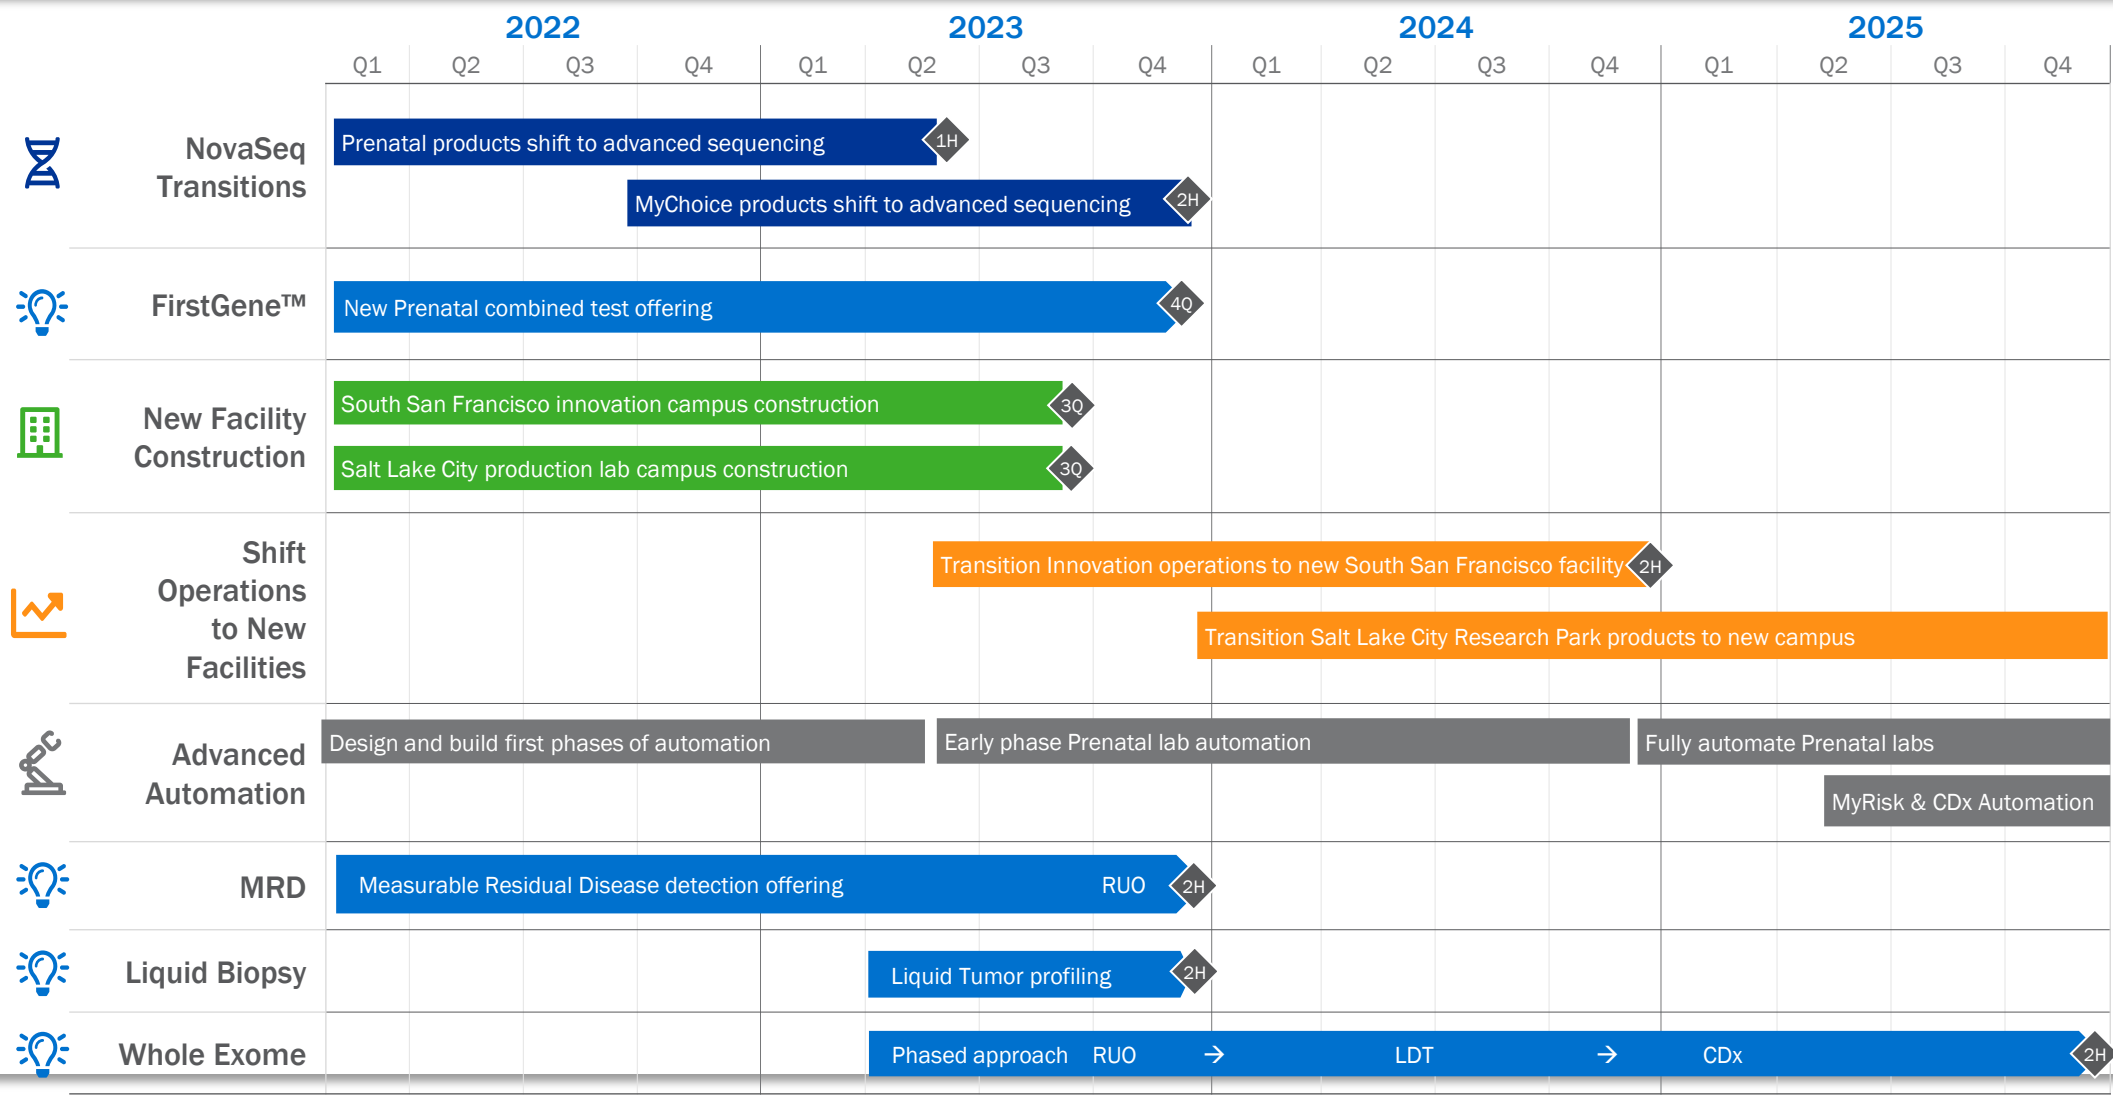 2022 2023 2024 2025
Q1 Q2 Q3 Q4 Q1 Q2 Q3 Q4 Q1 Q2 Q3 Q4 Q1 Q2 Q3 Q4
NovaSeq
Transitions
Prenatal products shift to advanced sequencing 1H
MyChoice products shift to advanced sequencing 2H
FirstGene™
New Prenatal combined test offering 4Q
New Facility
Construction
South San Francisco innovation campus construction 3Q
Salt Lake City production lab campus construction 3Q
Shift
Operations
to New
Facilities
Transition Innovation operations to new South San Francisco facility 2H
Transition Salt Lake City Research Park products to new campus
Advanced
Automation
Design and build first phases of automation
Early phase Prenatal lab automation
Fully automate Prenatal labs
MyRisk & CDx Automation
MRD
Measurable Residual Disease detection offering RUO 2H
Liquid Biopsy
Liquid Tumor profiling 2H
Whole Exome
Phased approach RUO → LDT → CDx 2H